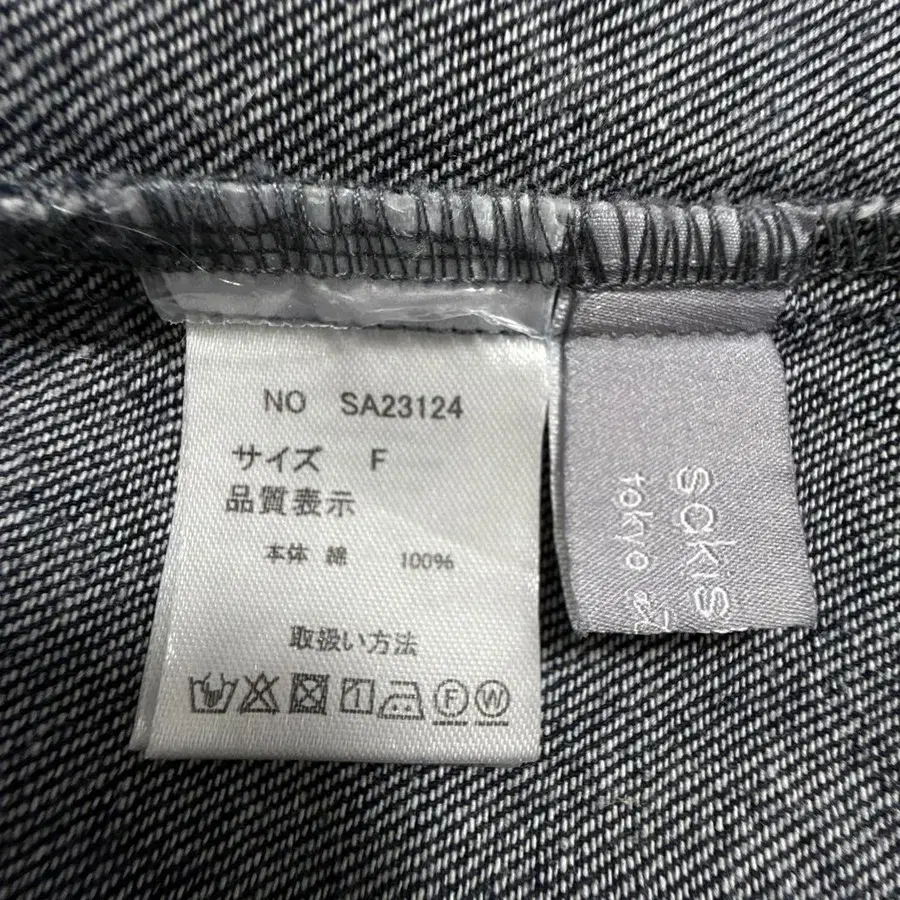 NO SA23124
サイズ F
品質表示
本体 綿 100%
取扱い方法
F W
sakis
tokyo